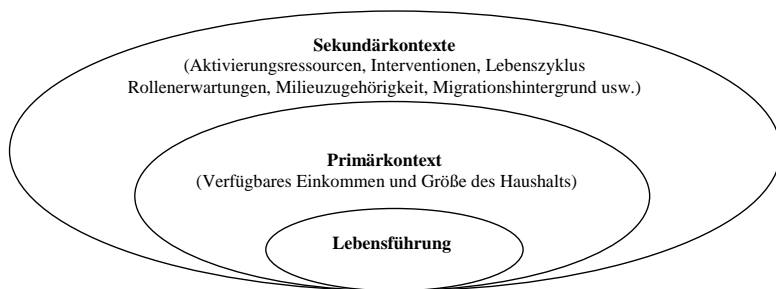 Sekundärkontexte
(Aktivierungsressourcen, Interventionen, Lebenszyklus
Rollenerwartungen, Milieuzugehörigkeit, Migrationshintergrund usw.)
Primärkontext
(Verfügbares Einkommen und Größe des Haushalts)
Lebensführung